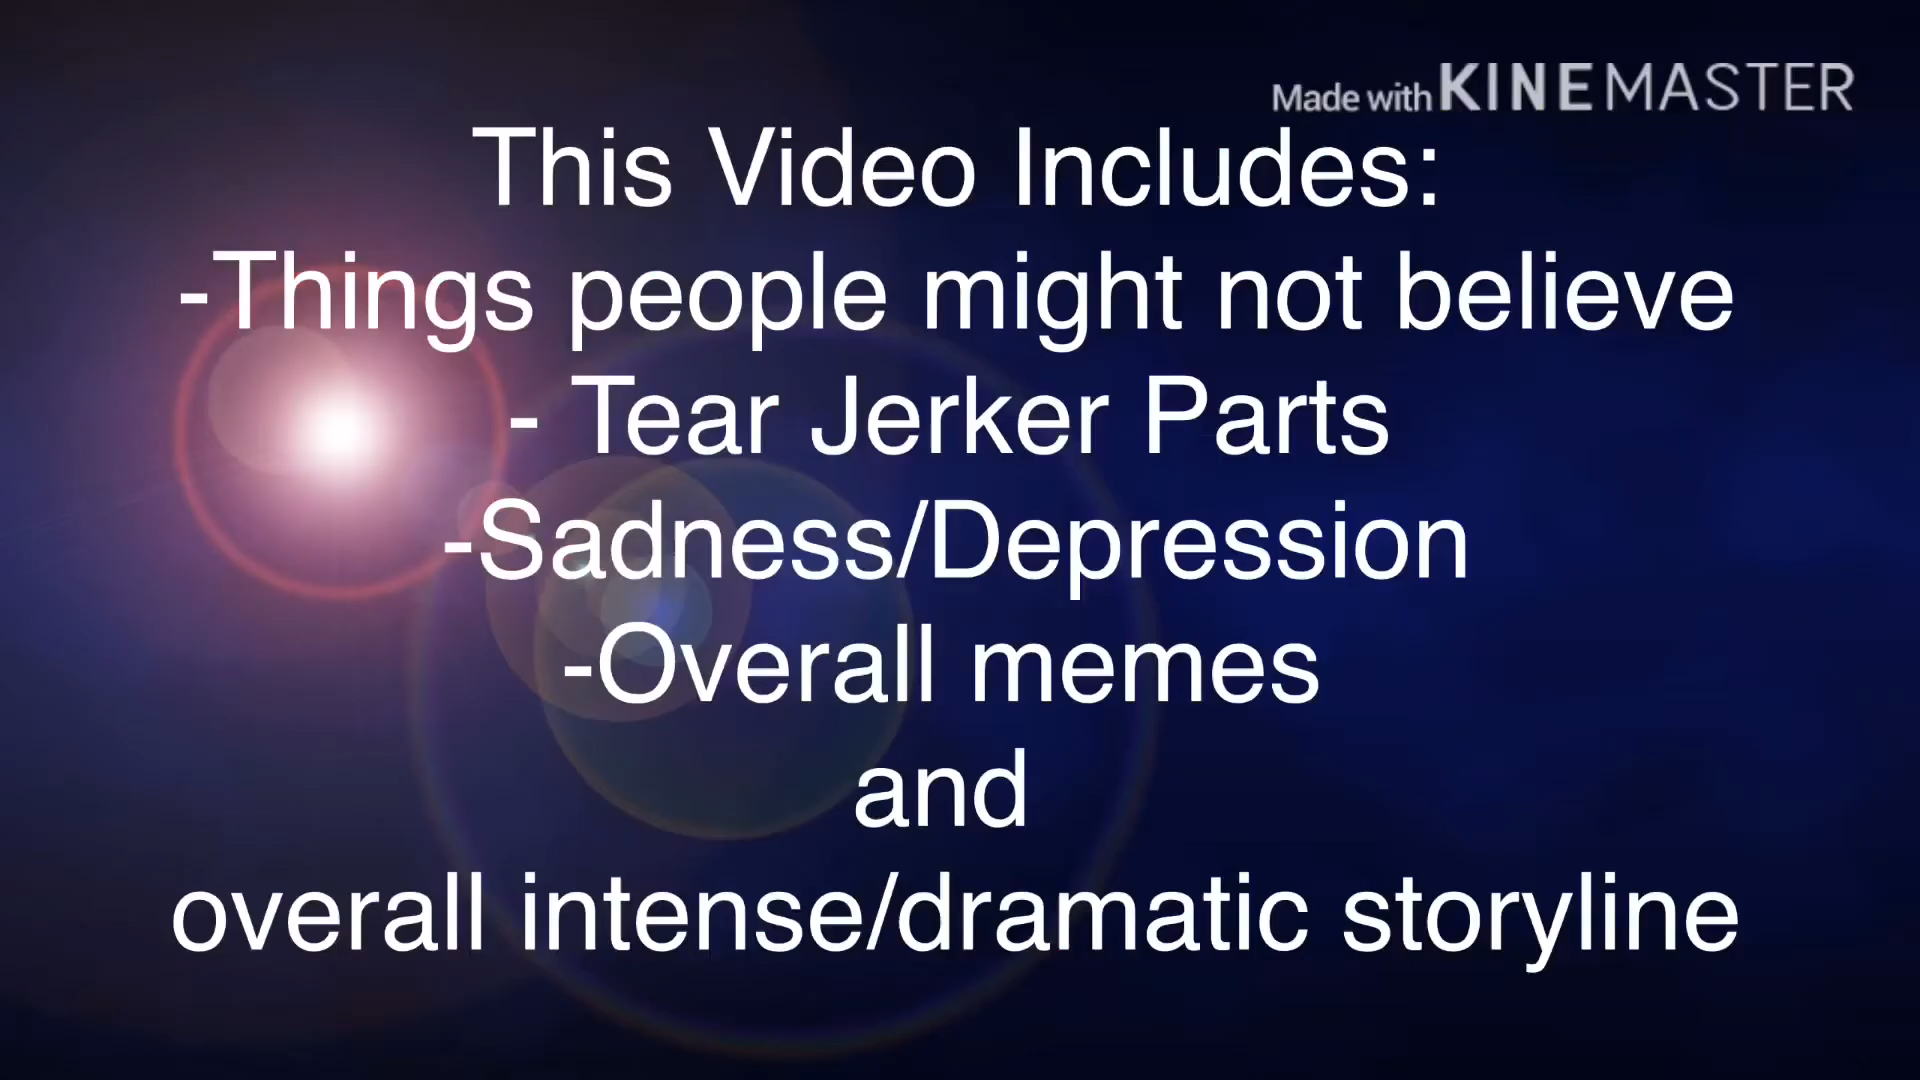 Made with KINEMASTER
This Video Includes:
-Things people might not believe
- Tear Jerker Parts
-Sadness/Depression
-Overall memes
and
overall intense/dramatic storyline